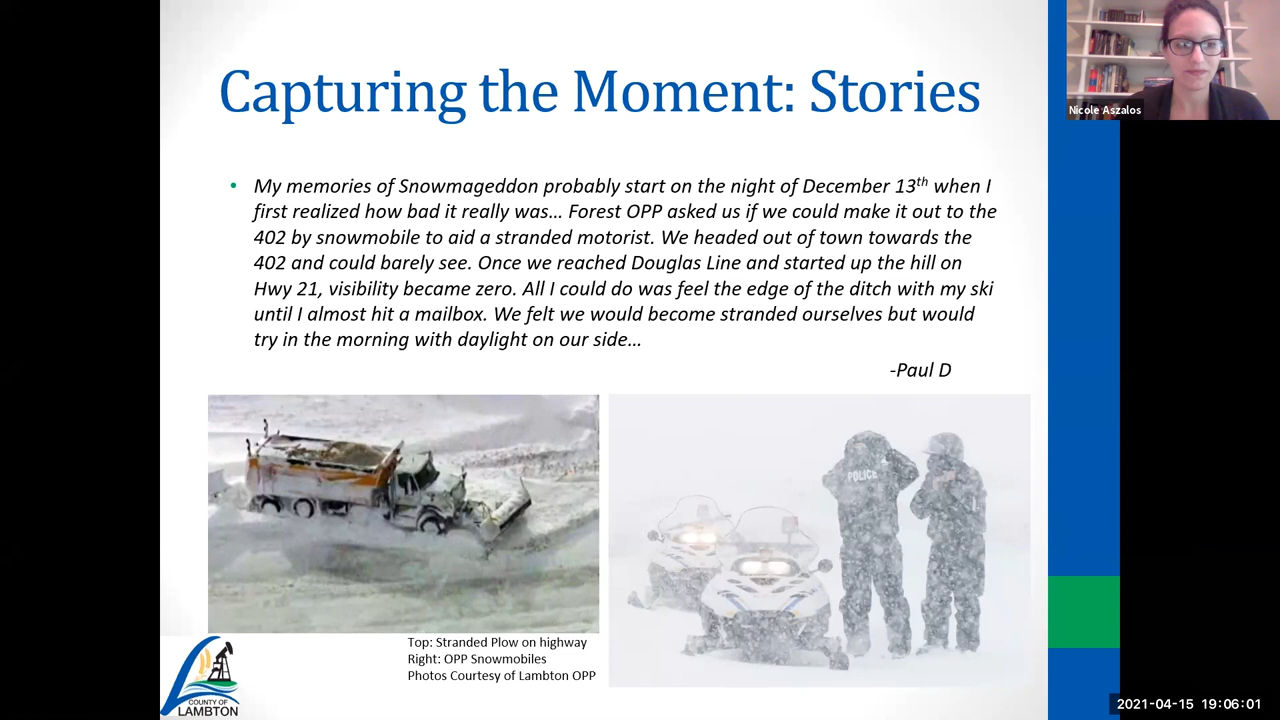 Capturing the Moment: Stories
Nicole Aszalos
• My memories of Snowmageddon probably start on the night of December 13th when I
first realized how bad it really was… Forest OPP asked us if we could make it out to the
402 by snowmobile to aid a stranded motorist. We headed out of town towards the
402 and could barely see. Once we reached Douglas Line and started up the hill on
Hwy 21, visibility became zero. All I could do was feel the edge of the ditch with my ski
until I almost hit a mailbox. We felt we would become stranded ourselves but would
try in the morning with daylight on our side…
-Paul D
POLICE
Top: Stranded Plow on highway
Right: OPP Snowmobiles
Photos Courtesy of Lambton OPP
COUNTY OF
LAMBTON
2021-04-15 19:06:01